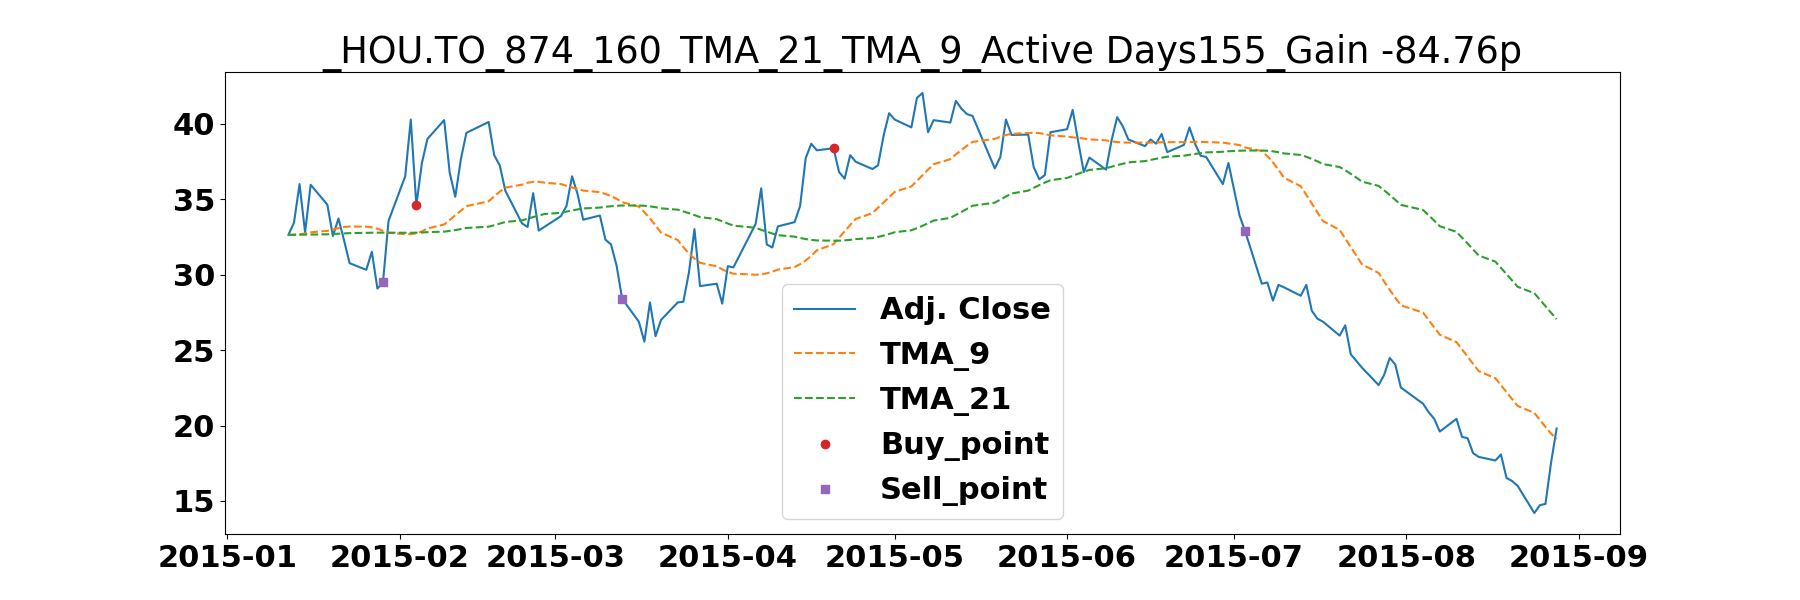 _HOU.TO_874_160_TMA_21_TMA_9_Active Days155_Gain -84.76p
40
35
30
25
20
15
Adj. Close
TMA_9
TMA_21
Buy_point
Sell_point
2015-01 2015-02 2015-03 2015-04 2015-05 2015-06 2015-07 2015-08 2015-09